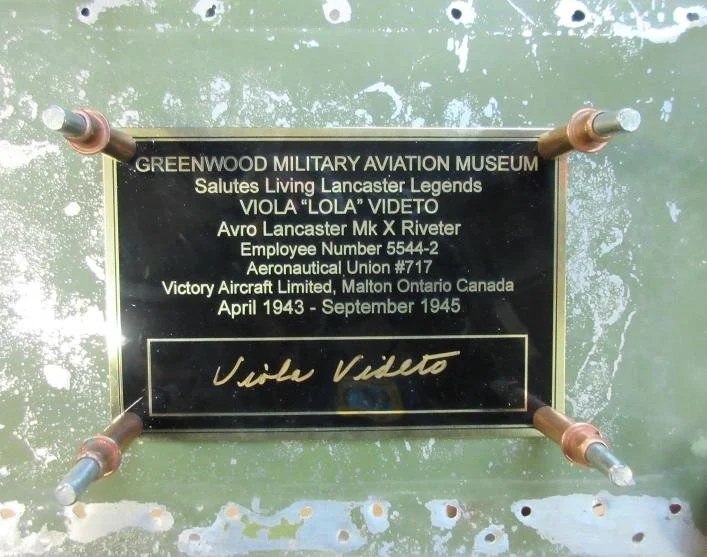 GREENWOOD MILITARY AVIATION MUSEUM
Salutes Living Lancaster Legends
VIOLA "LOLA" VIDETO
Avro Lancaster Mk X Riveter
Employee Number 5544-2
Aeronautical Union #717
Victory Aircraft Limited, Malton Ontario Canada
April 1943 - September 1945
Viola Videto